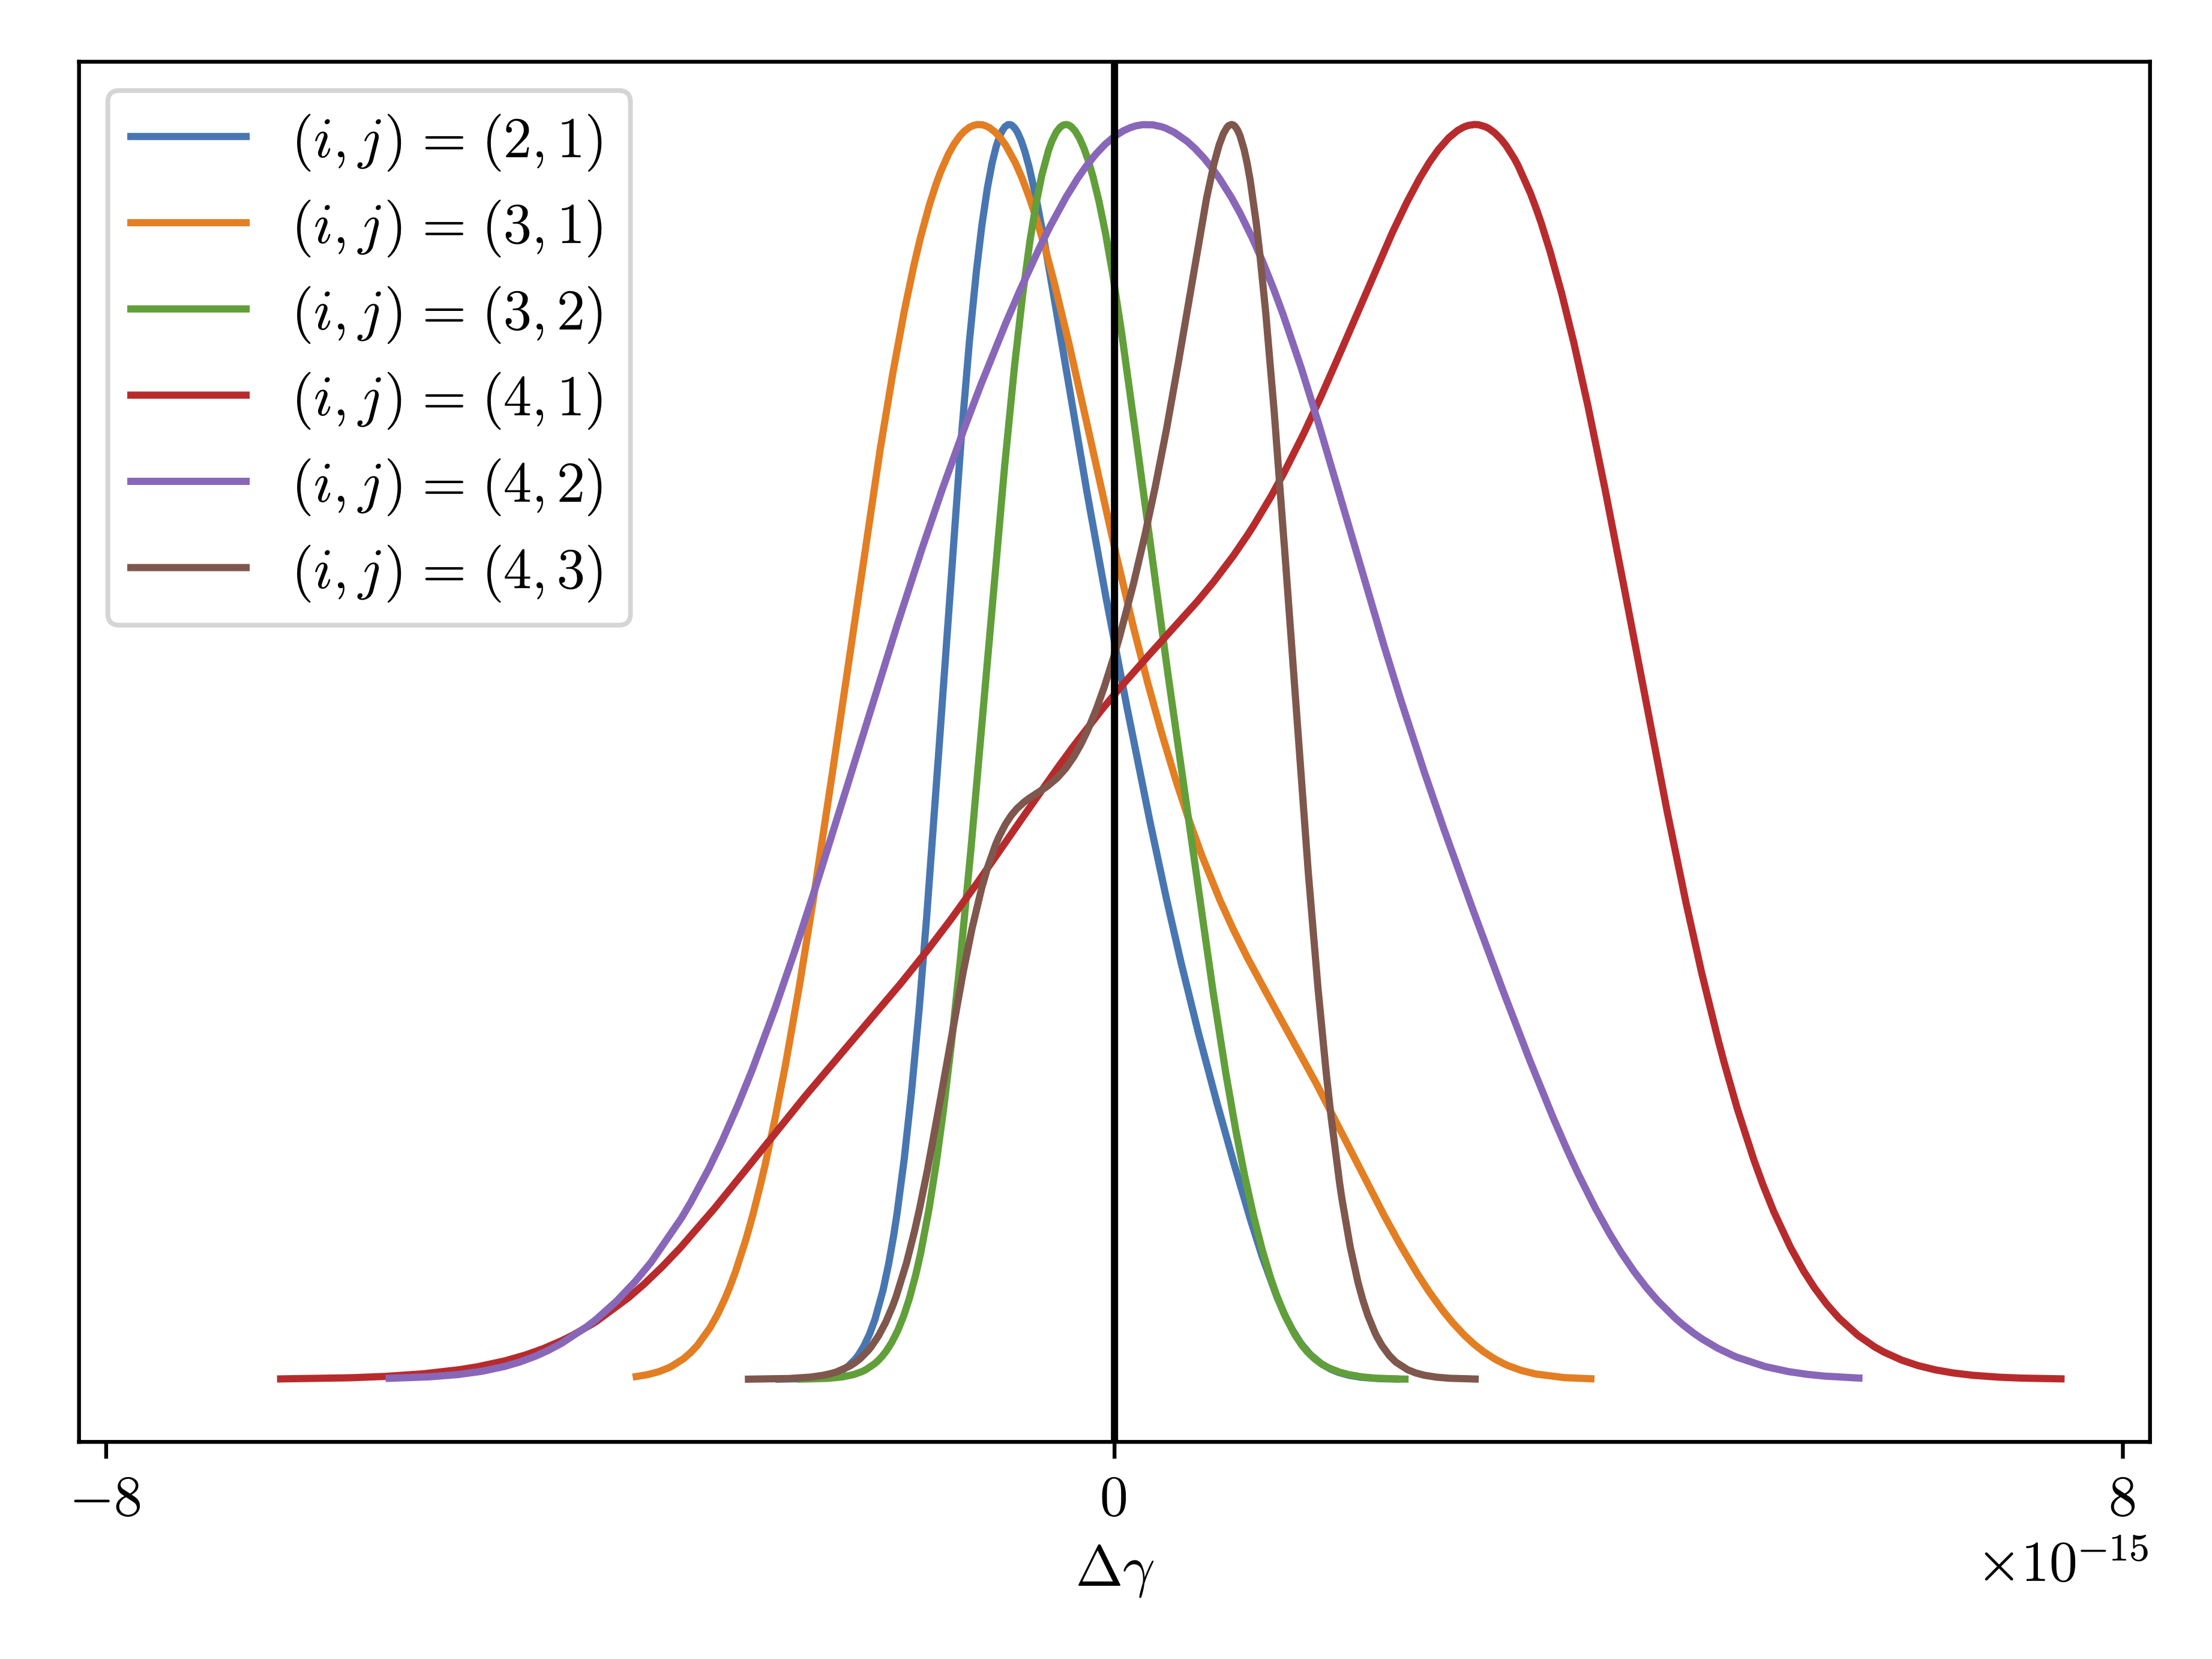 (i, j) = (2, 1)
(i, j) = (3, 1)
(i, j) = (3, 2)
(i, j) = (4, 1)
(i, j) = (4, 2)
(i, j) = (4, 3)
−8 0 8
Δγ ×10⁻¹⁵